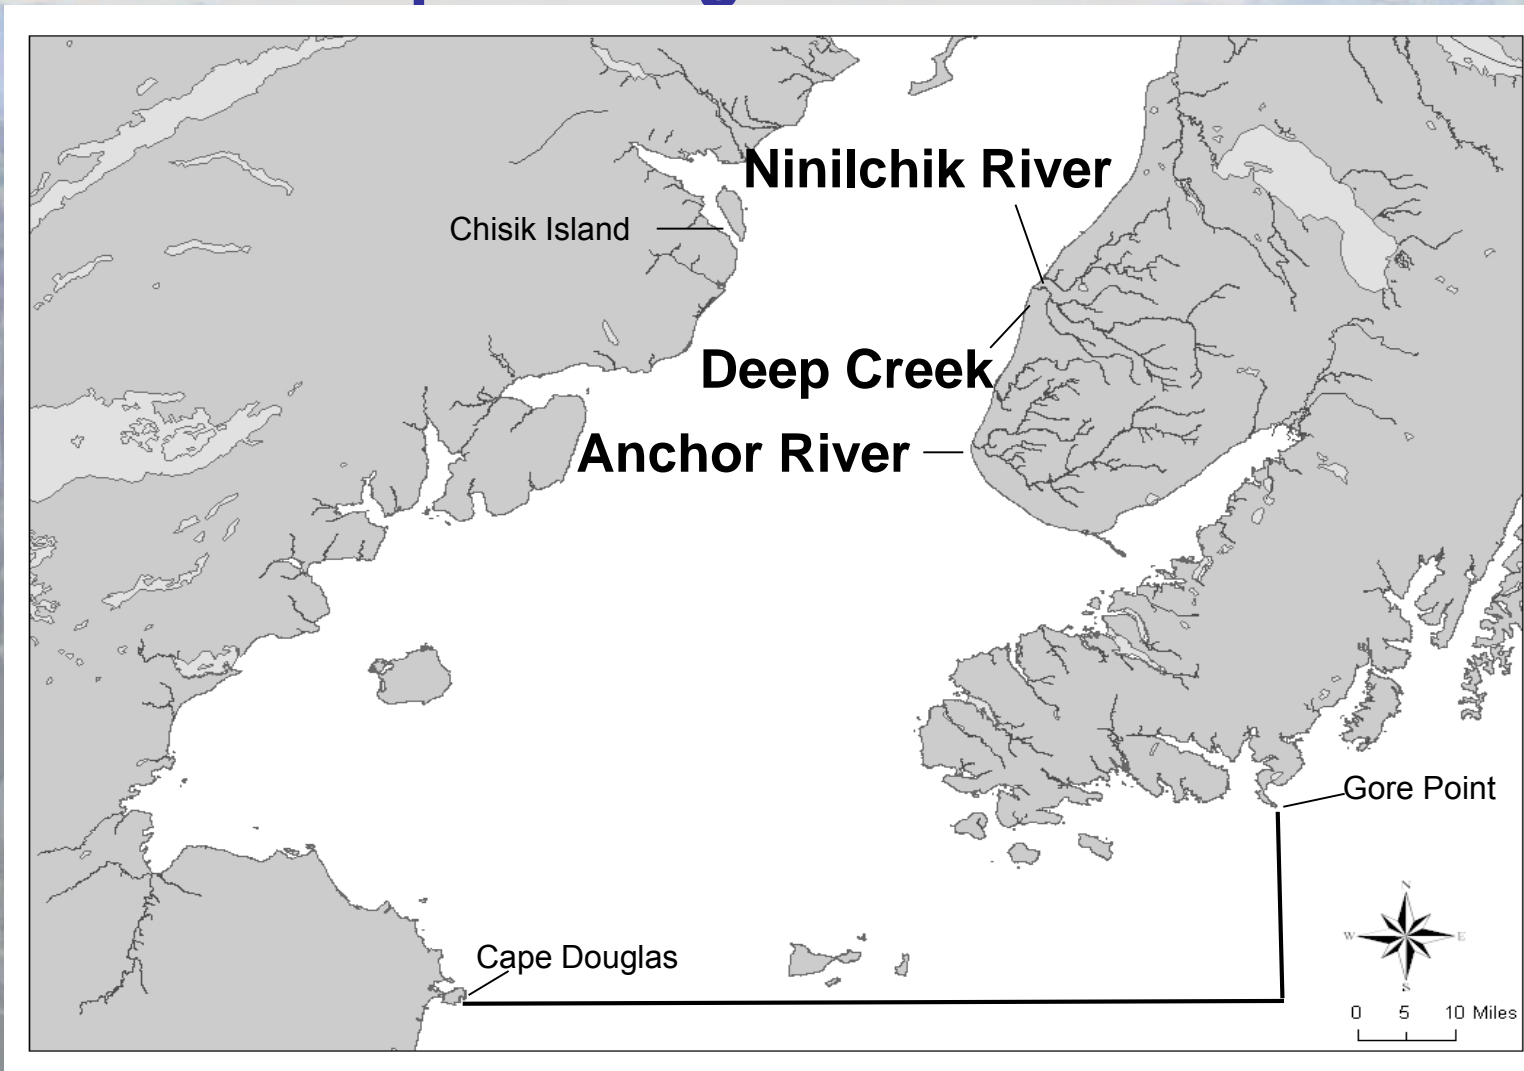 Ninilchik River
Chisik Island
Deep Creek
Anchor River
Gore Point
Cape Douglas
N
W E
S
0 5 10 Miles